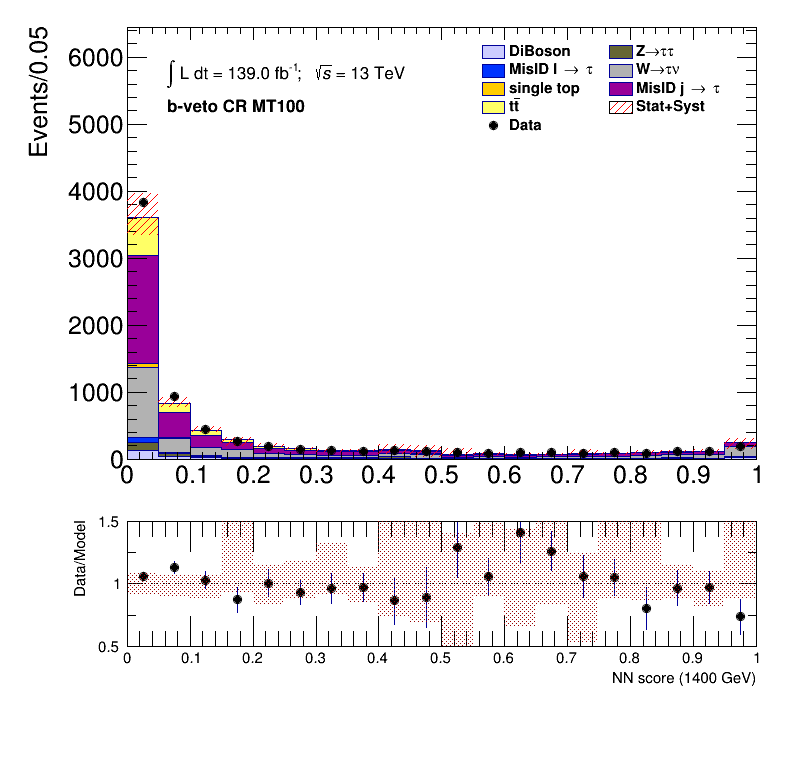 Events/0.05
6000
5000
4000
3000
2000
1000
0
∫ L dt = 139.0 fb⁻¹; √s = 13 TeV
b-veto CR MT100
DiBoson
MisID l → τ
single top
tt̄
Data
Z→ττ
W→τν
MisID j → τ
Stat+Syst
0 0.1 0.2 0.3 0.4 0.5 0.6 0.7 0.8 0.9 1
Data/Model
1.5
1
0.5
0 0.1 0.2 0.3 0.4 0.5 0.6 0.7 0.8 0.9 1
NN score (1400 GeV)